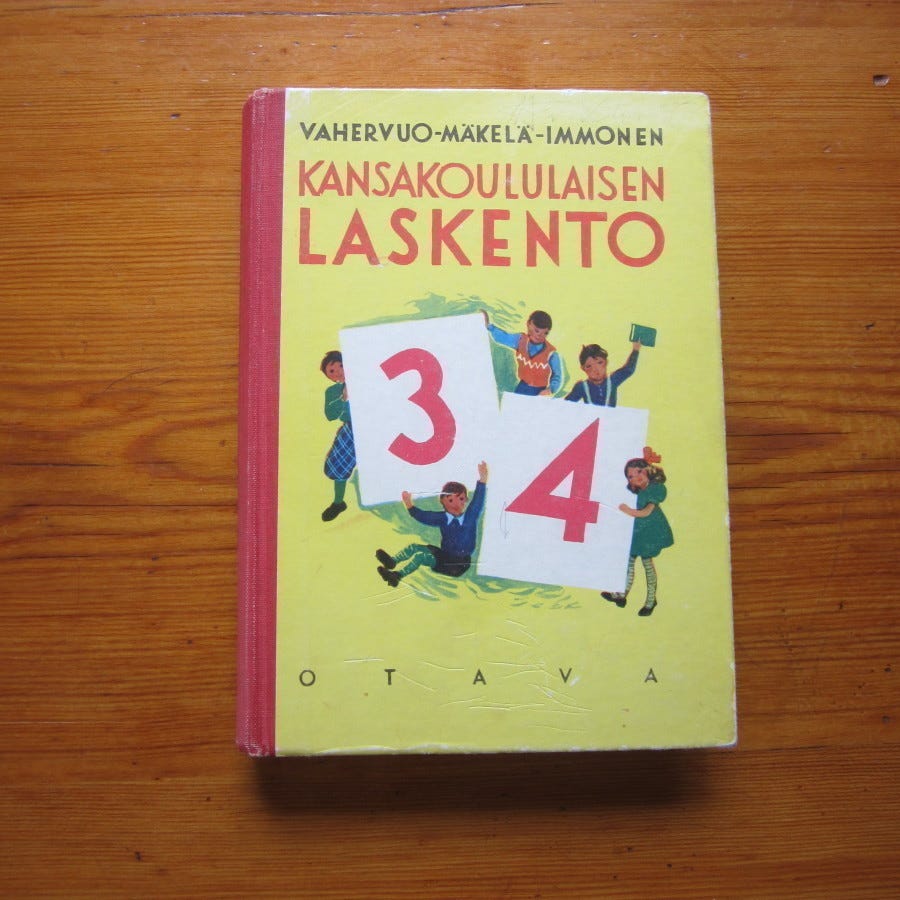 VAHERVUO-MÄKELÄ-IMMONEN
KANSAKOULULAISEN
LASKENTO
3
4
OTAVA